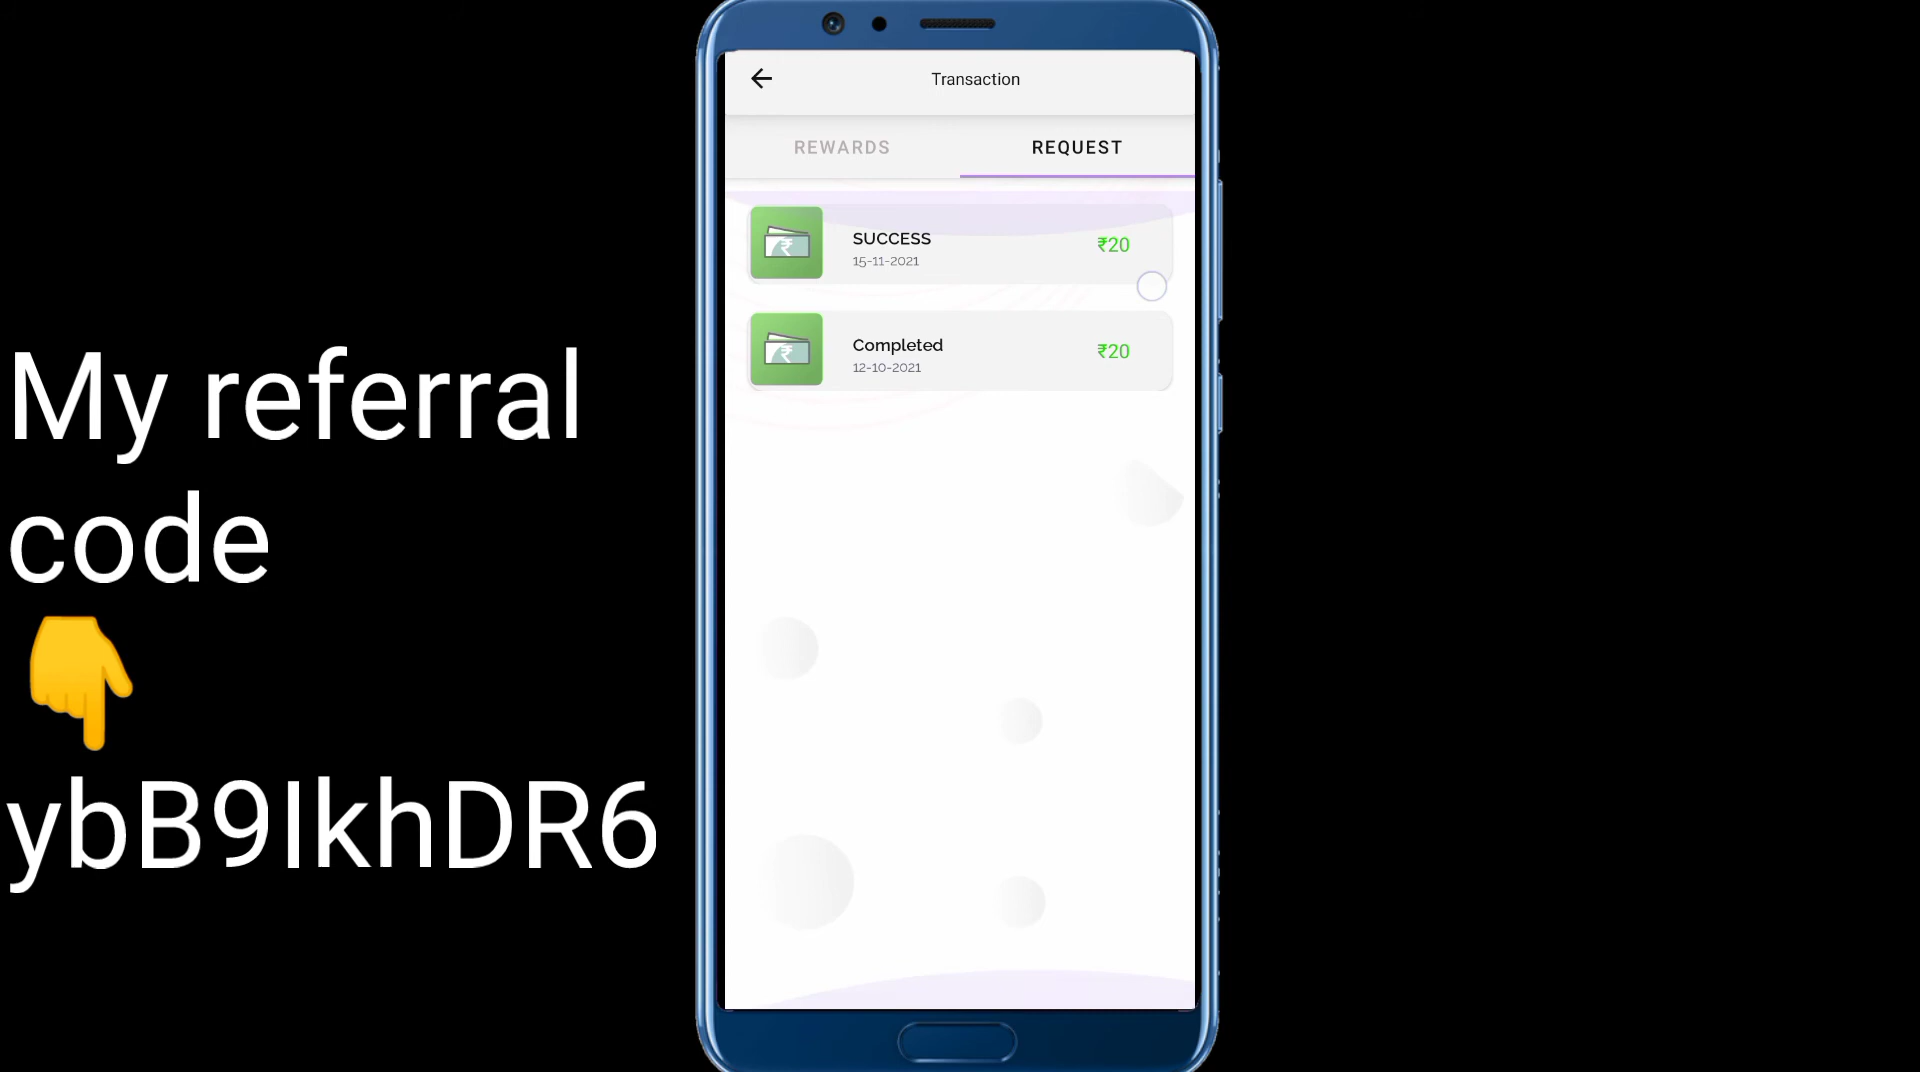 My referral
code
👇
ybB9IkhDR6
Transaction
REWARDS REQUEST
SUCCESS
15-11-2021
₹20
Completed
12-10-2021
₹20